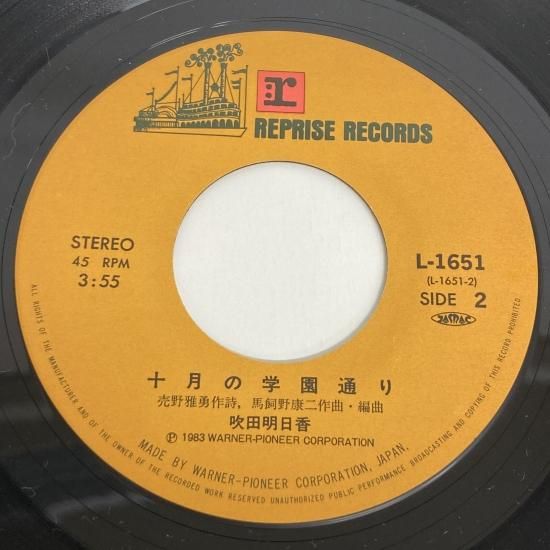 r
REPRISE RECORDS
STEREO
45 RPM
3:55
L-1651
(L-1651-2)
SIDE 2
JASRAC
十月の学園通り
売野雅勇作詩，馬飼野康二作曲・編曲
吹田明日香
Ⓟ 1983 WARNER-PIONEER CORPORATION
MADE BY WARNER-PIONEER CORPORATION, JAPAN.
ALL RIGHTS OF THE MANUFACTURER AND OF THE OWNER OF THE RECORDED WORK RESERVED UNAUTHORIZED PUBLIC PERFORMANCE BROADCASTING AND COPYING OF THIS RECORD PROHIBITED